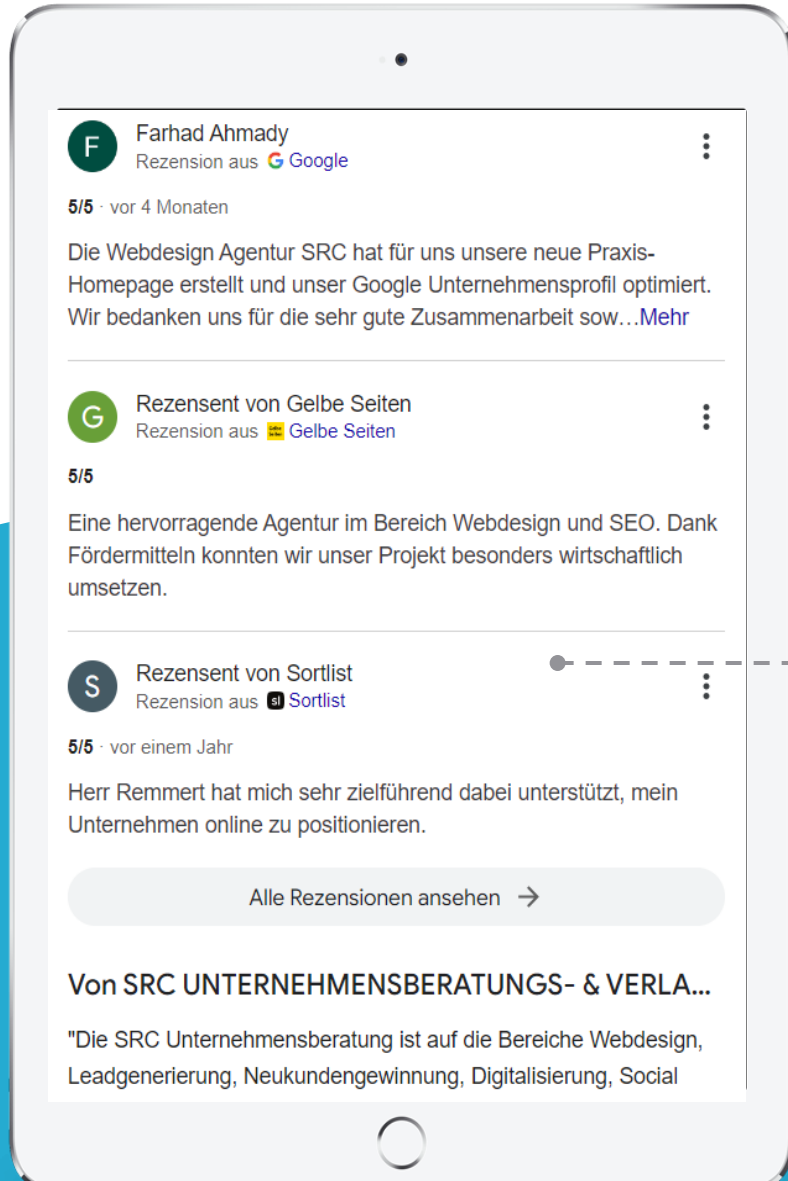 F
Farhad Ahmady
Rezension aus G Google
5/5 · vor 4 Monaten
Die Webdesign Agentur SRC hat für uns unsere neue Praxis-
Homepage erstellt und unser Google Unternehmensprofil optimiert.
Wir bedanken uns für die sehr gute Zusammenarbeit sow…Mehr
G
Rezensent von Gelbe Seiten
Rezension aus Gelbe Seiten
5/5
Eine hervorragende Agentur im Bereich Webdesign und SEO. Dank
Fördermitteln konnten wir unser Projekt besonders wirtschaftlich
umsetzen.
S
Rezensent von Sortlist
Rezension aus sl Sortlist
5/5 · vor einem Jahr
Herr Remmert hat mich sehr zielführend dabei unterstützt, mein
Unternehmen online zu positionieren.
Alle Rezensionen ansehen →
Von SRC UNTERNEHMENSBERATUNGS- & VERLA...
"Die SRC Unternehmensberatung ist auf die Bereiche Webdesign,
Leadgenerierung, Neukundengewinnung, Digitalisierung, Social